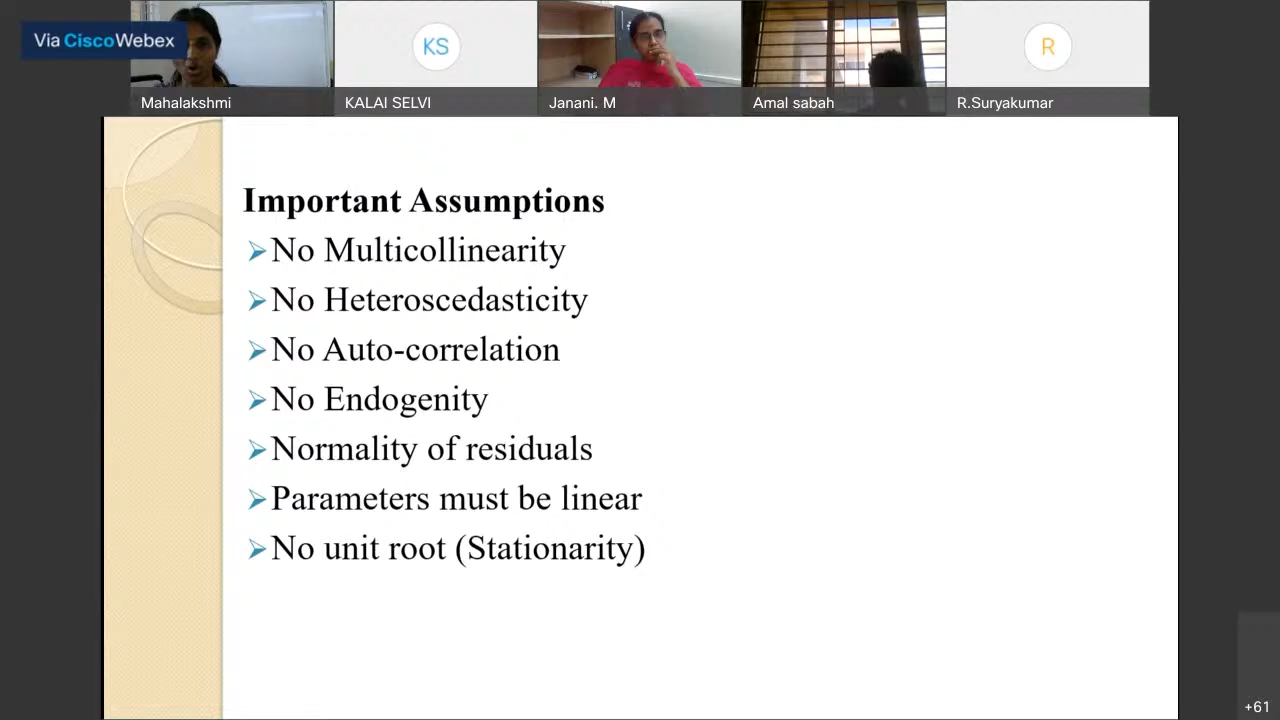 Via CiscoWebex
KS
R
Mahalakshmi
KALAI SELVI
Janani. M
Amal sabah
R.Suryakumar
Important Assumptions
➢No Multicollinearity
➢No Heteroscedasticity
➢No Auto-correlation
➢No Endogenity
➢Normality of residuals
➢Parameters must be linear
➢No unit root (Stationarity)
+61